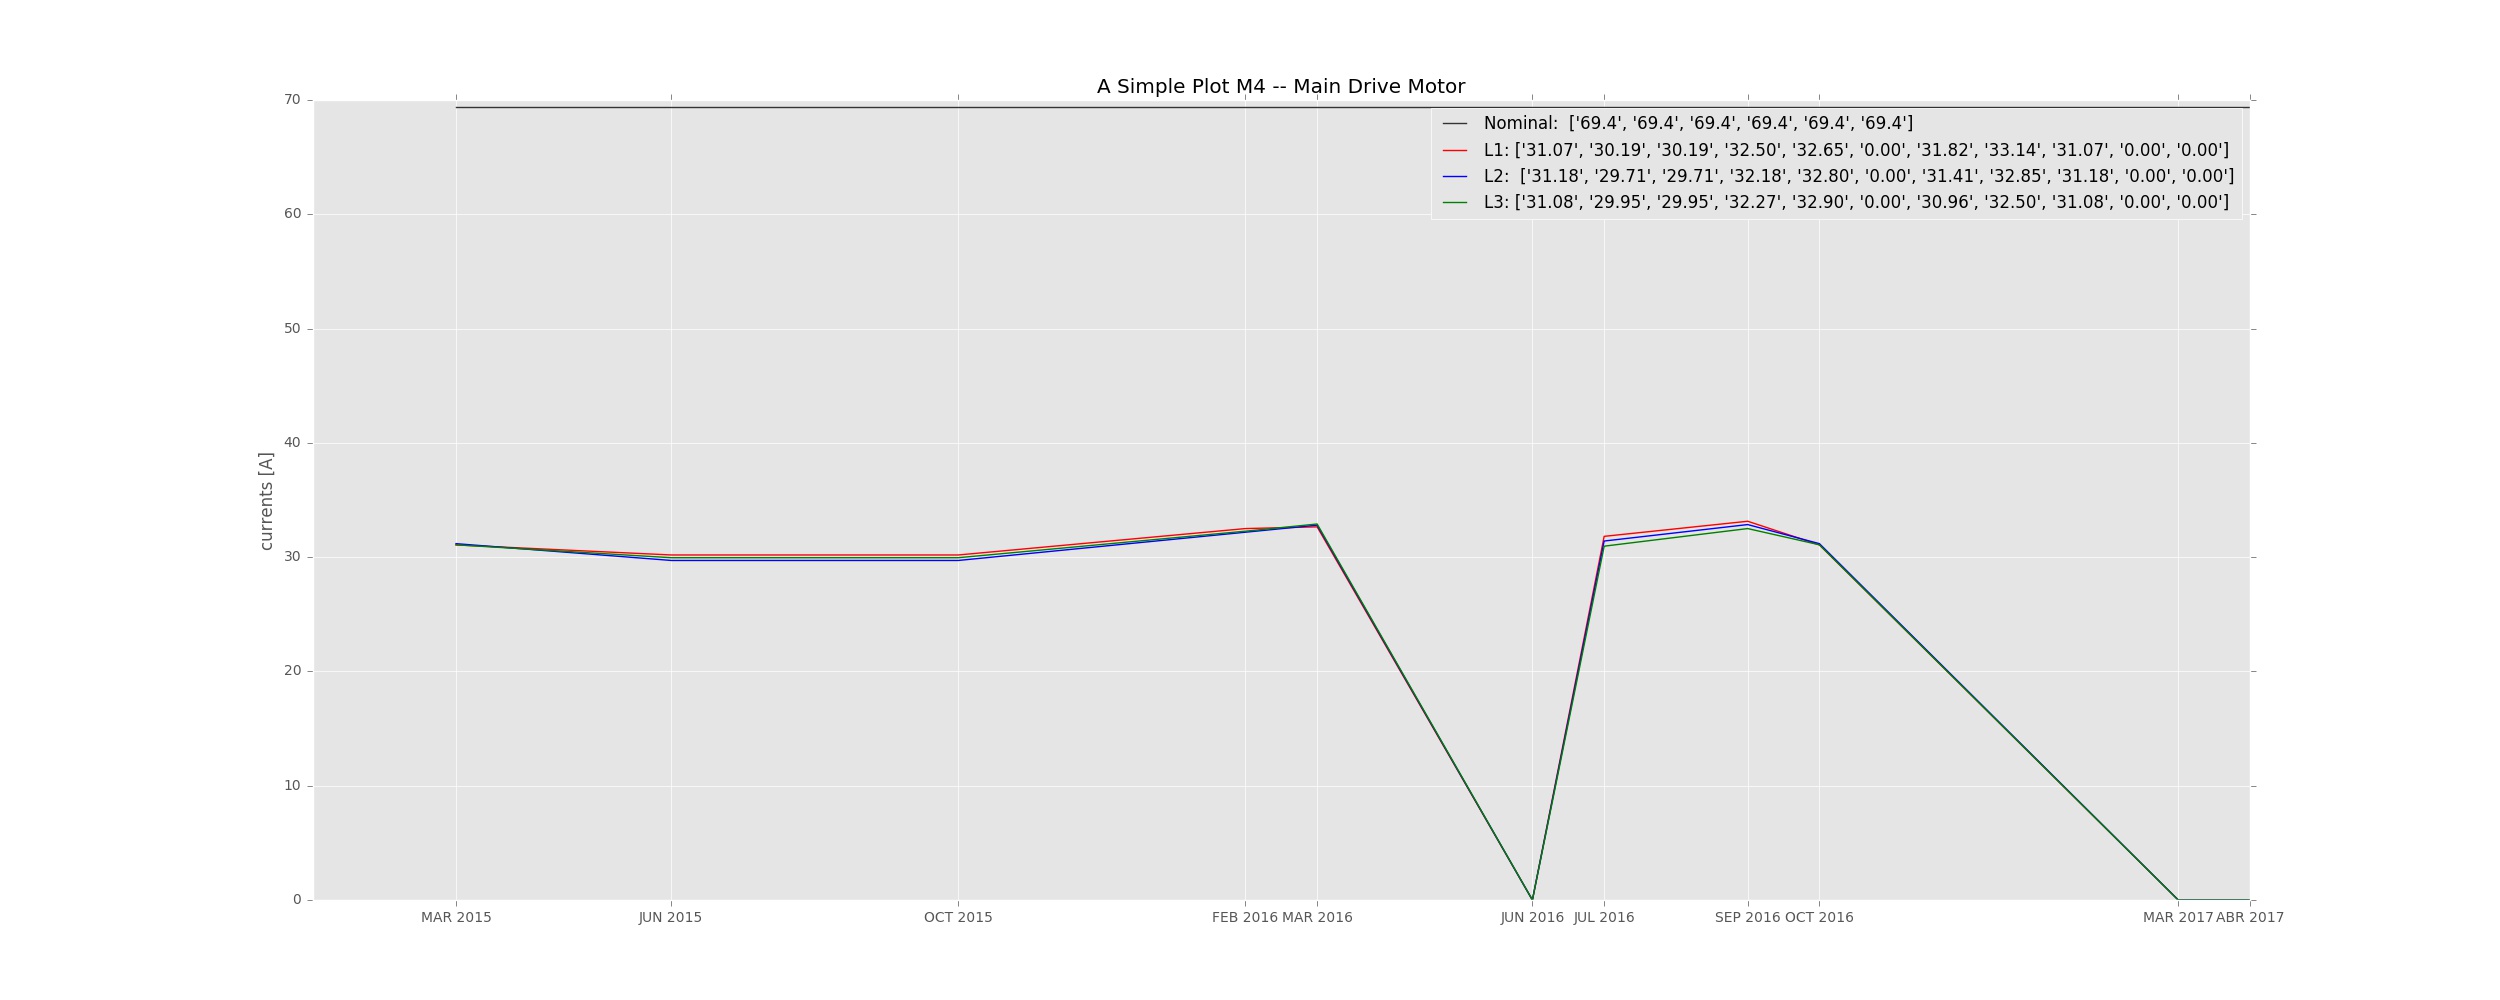 A Simple Plot M4 -- Main Drive Motor
70
Nominal:  ['69.4', '69.4', '69.4', '69.4', '69.4', '69.4']
L1: ['31.07', '30.19', '30.19', '32.50', '32.65', '0.00', '31.82', '33.14', '31.07', '0.00', '0.00']
L2:  ['31.18', '29.71', '29.71', '32.18', '32.80', '0.00', '31.41', '32.85', '31.18', '0.00', '0.00']
L3: ['31.08', '29.95', '29.95', '32.27', '32.90', '0.00', '30.96', '32.50', '31.08', '0.00', '0.00']
60
50
40
currents [A]
30
20
10
0
MAR 2015 JUN 2015 OCT 2015 FEB 2016 MAR 2016 JUN 2016 JUL 2016 SEP 2016 OCT 2016 MAR 2017 ABR 2017